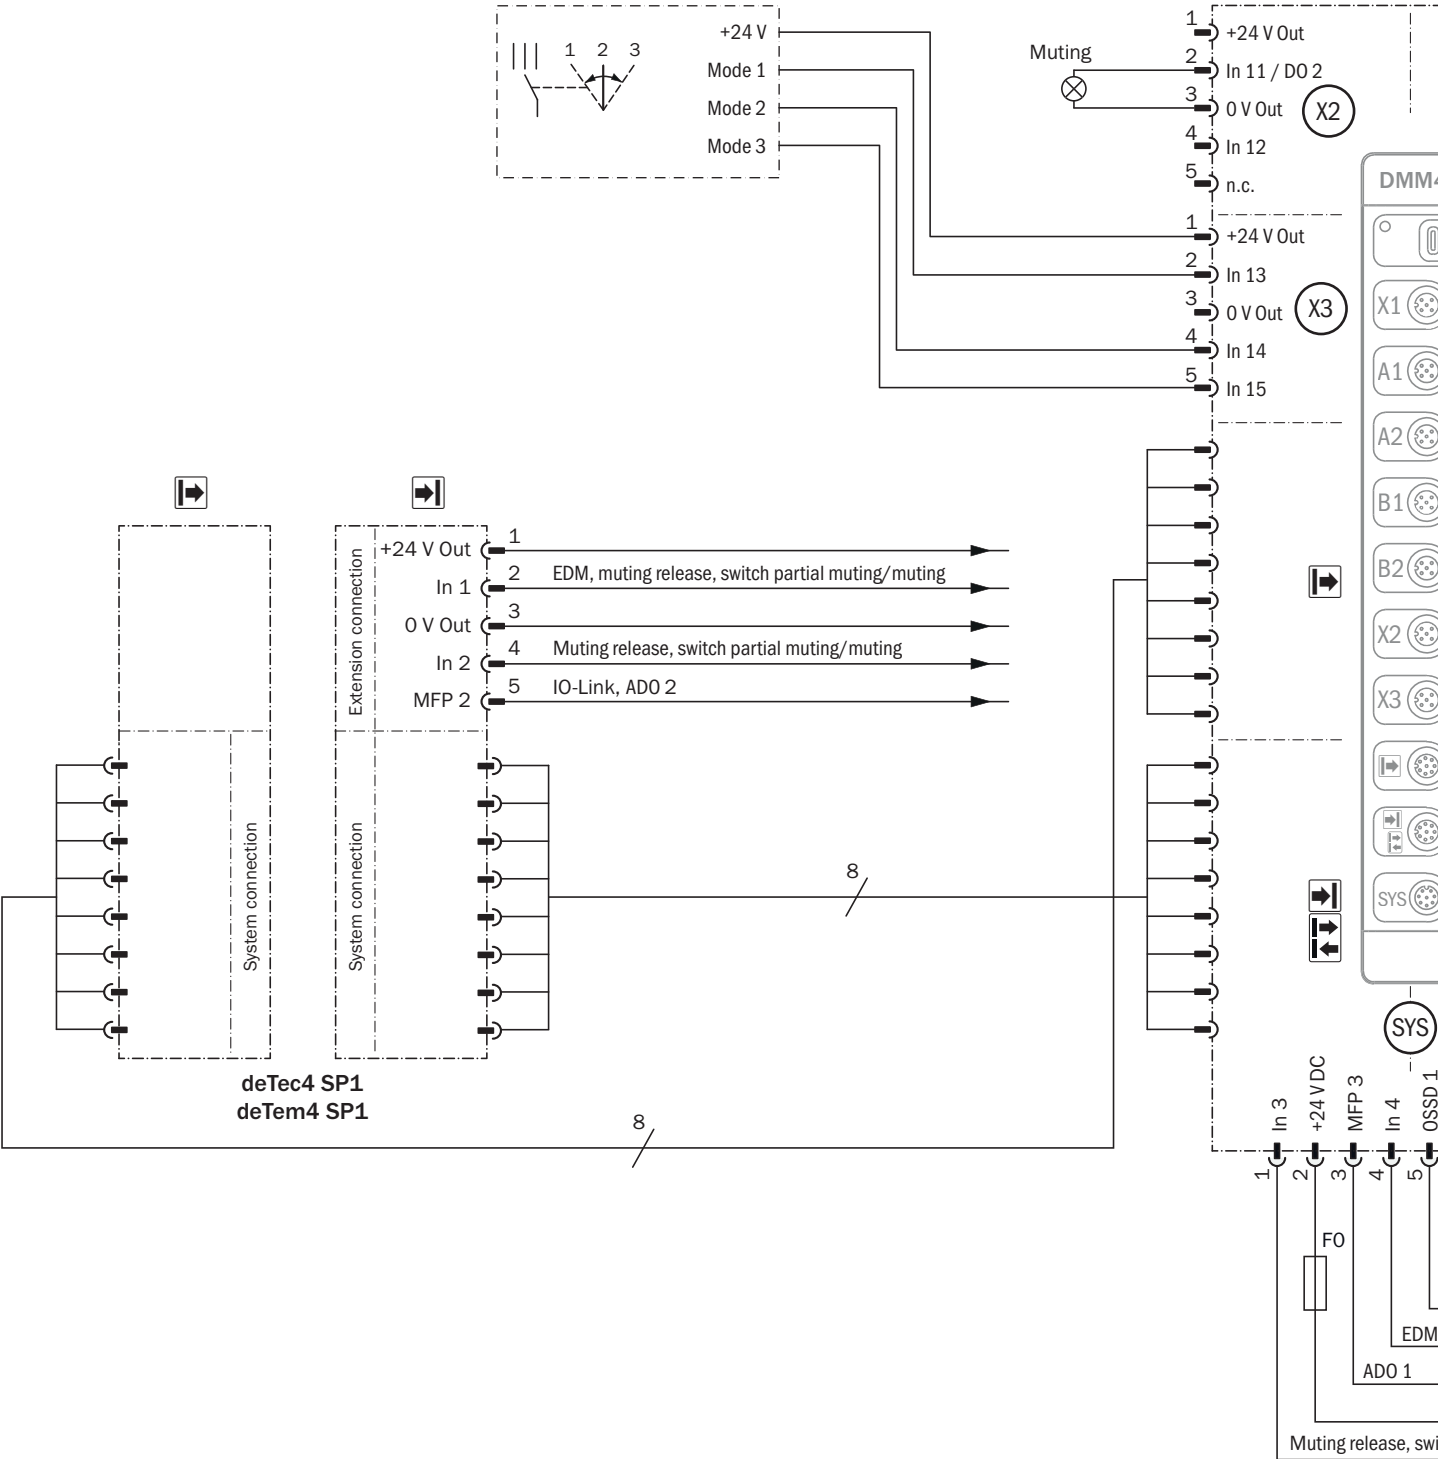 1 2 3
+24 V
Mode 1
Mode 2
Mode 3
Muting
1 +24 V Out
2 In 11 / DO 2
3 0 V Out
4 In 12
5 n.c.
X2
1 +24 V Out
2 In 13
3 0 V Out
4 In 14
5 In 15
X3
X1
A1
A2
B1
B2
X2
X3
SYS
SYS
Extension connection
+24 V Out 1
In 1 2 EDM, muting release, switch partial muting/muting
0 V Out 3
In 2 4 Muting release, switch partial muting/muting
MFP 2 5 IO-Link, ADO 2
System connection
System connection
8
deTec4 SP1
deTem4 SP1
8
In 3
+24 V DC
MFP 3
In 4
OSSD 1
1
2
3
4
5
F0
EDM
ADO 1
Muting release,